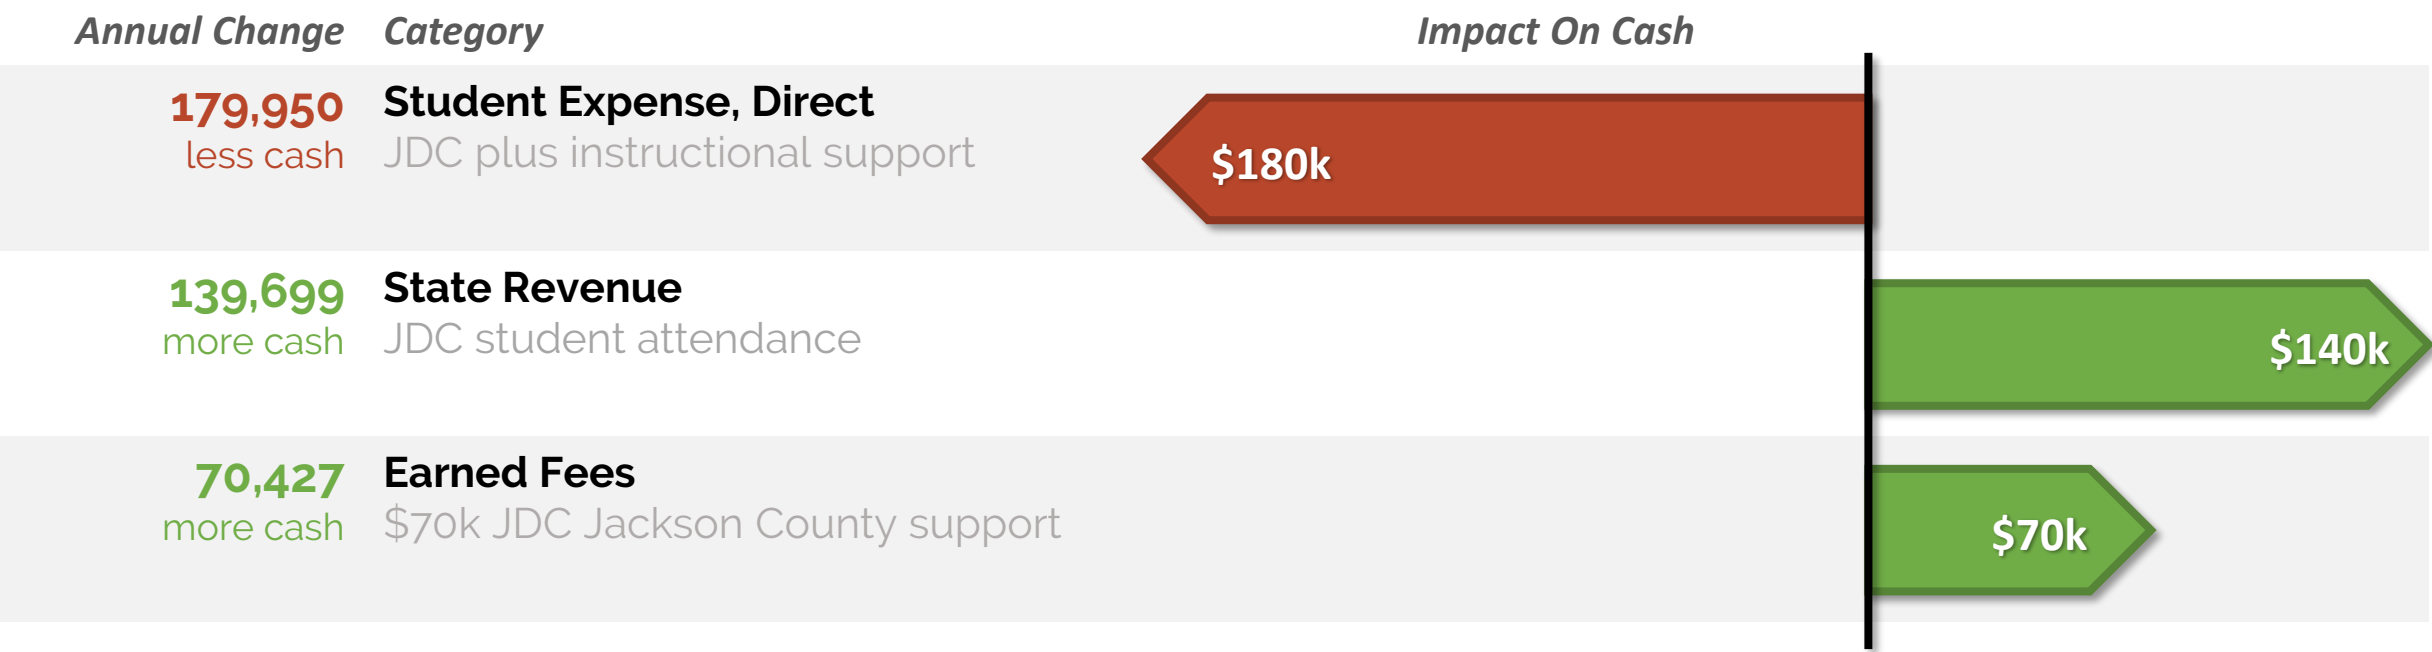 Annual Change Category Impact On Cash
179,950 Student Expense, Direct
less cash JDC plus instructional support
$180k
139,699 State Revenue
more cash JDC student attendance
$140k
70,427 Earned Fees
more cash $70k JDC Jackson County support
$70k